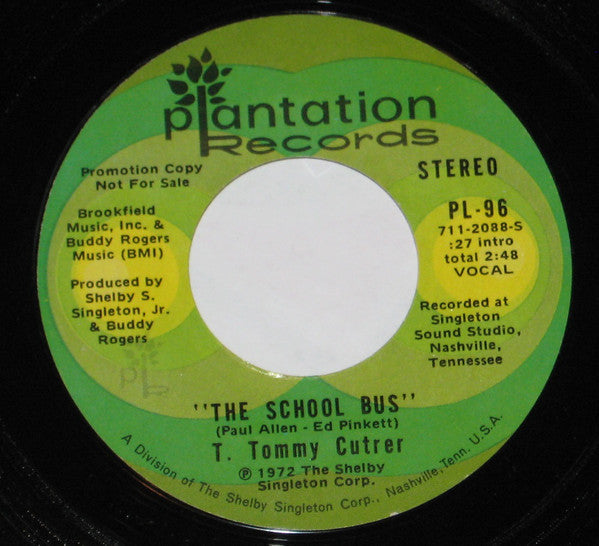 plantation
Records
Promotion Copy
Not For Sale
STEREO
Brookfield
Music, Inc. &
Buddy Rogers
Music (BMI)
PL-96
711-2088-S
:27 intro
total 2:48
VOCAL
Produced by
Shelby S.
Singleton, Jr.
& Buddy
Rogers
Recorded at
Singleton
Sound Studio,
Nashville,
Tennessee
"THE SCHOOL BUS"
(Paul Allen - Ed Pinkett)
T. Tommy Cutrer
℗ 1972 The Shelby
Singleton Corp.
A Division of The Shelby Singleton Corp., Nashville, Tenn. U.S.A.